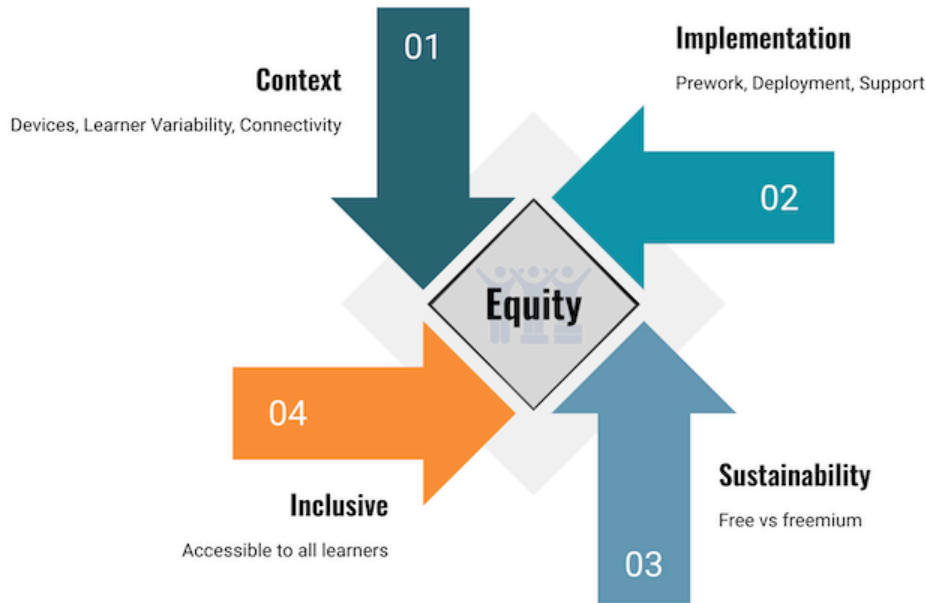 01
Context
Devices, Learner Variability, Connectivity
Implementation
Prework, Deployment, Support
02
Equity
04
Inclusive
Accessible to all learners
Sustainability
Free vs freemium
03